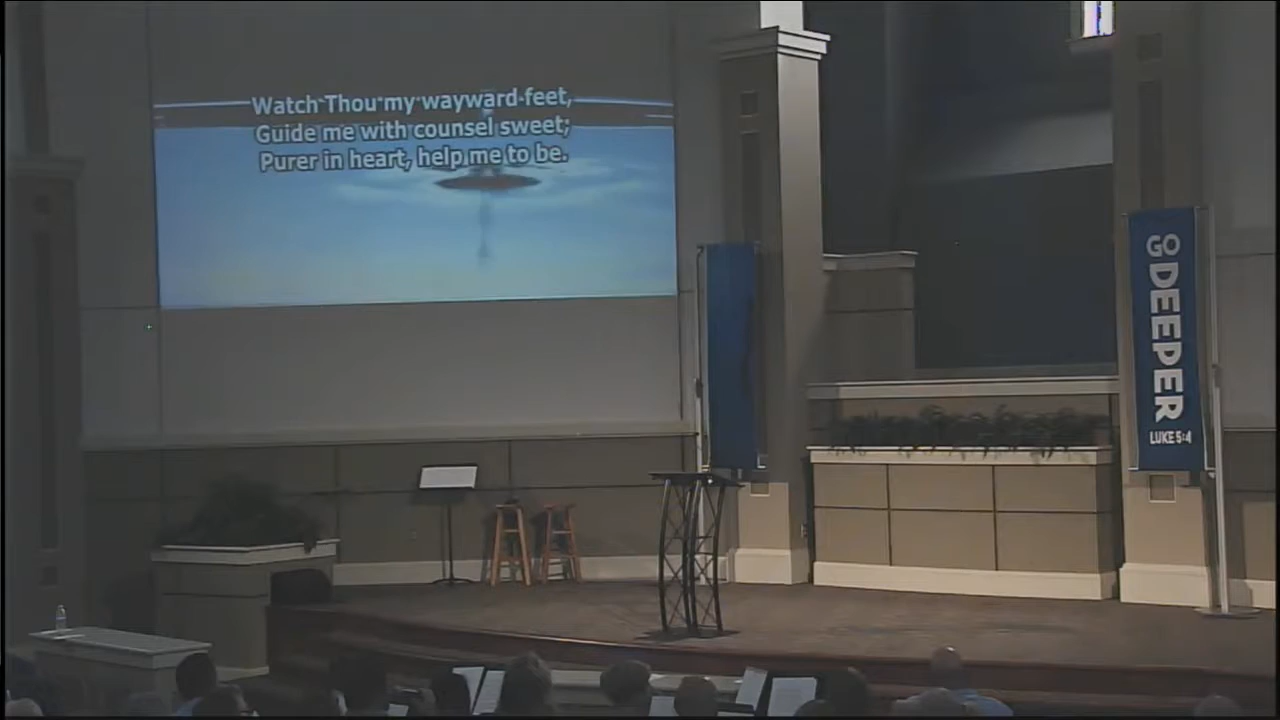 Watch Thou my wayward feet,
Guide me with counsel sweet;
Purer in heart, help me to be.
GO
DEEPER
LUKE 5:4